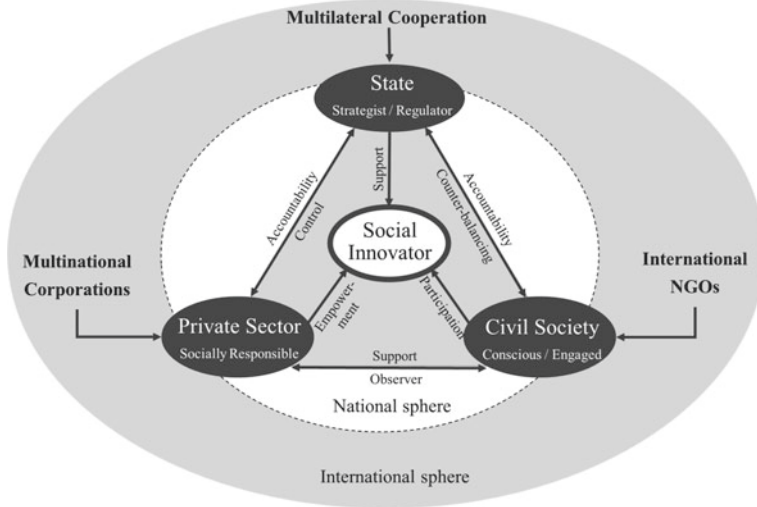 Multilateral Cooperation
State
Strategist / Regulator
Accountability
Control
Support
Accountability
Counter-balancing
Social
Innovator
Multinational
Corporations
International
NGOs
Private Sector
Socially Responsible
Empower-
ment
Participation
Civil Society
Conscious / Engaged
Support
Observer
National sphere
International sphere